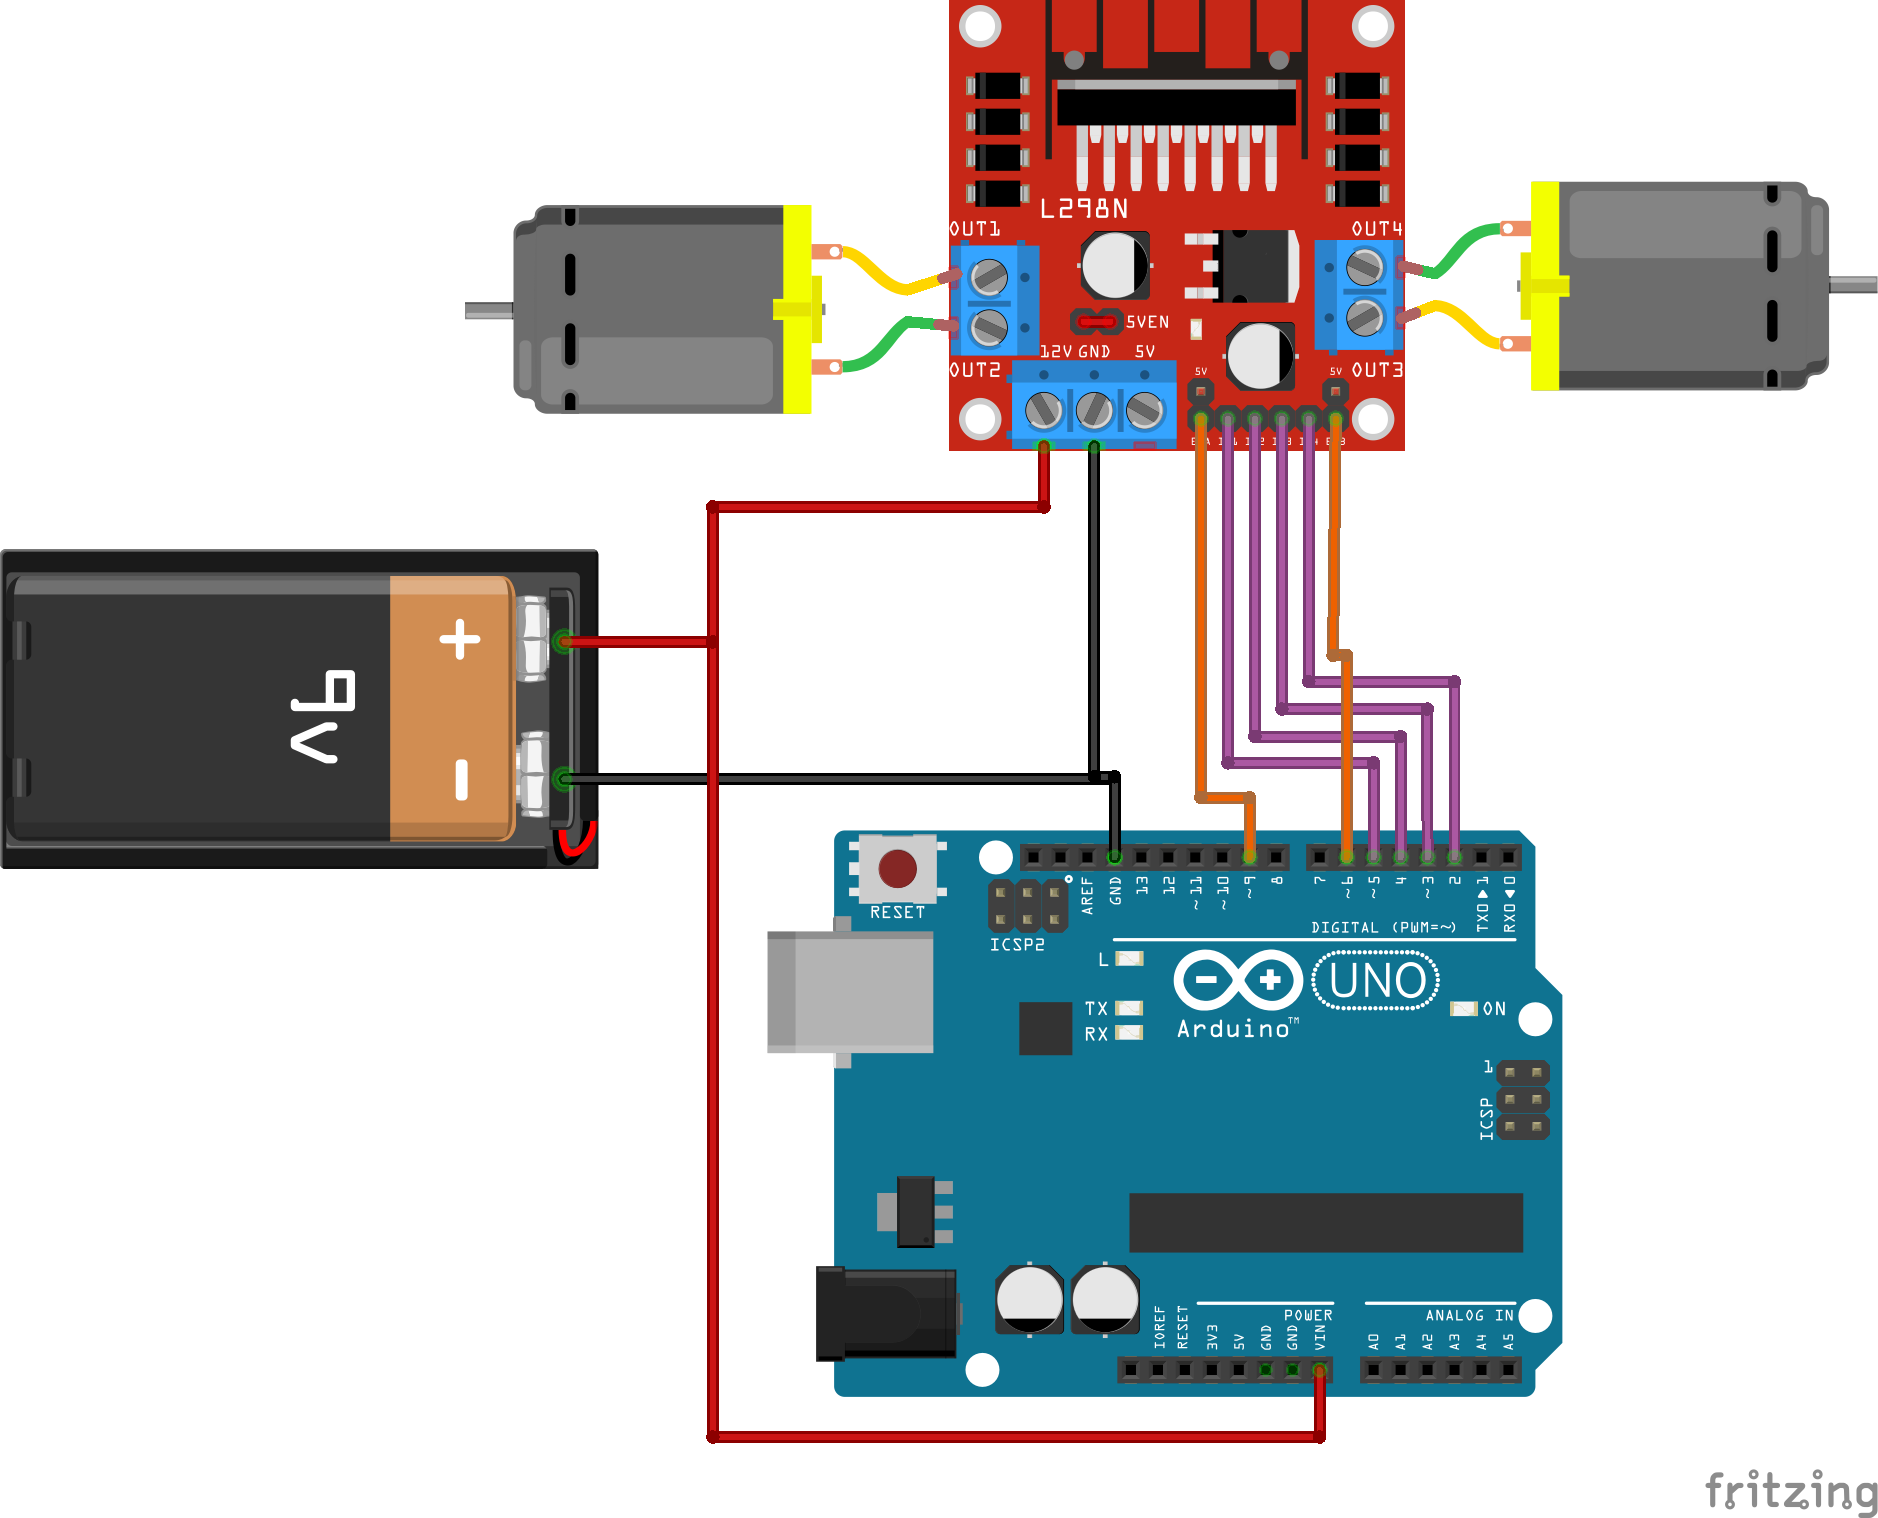 L298N
OUT1
OUT4
5VEN
12V GND 5V
OUT2
OUT3
5V
5V
+
9V
-
RESET
ICSP2
AREF
GND
13
12
~11
~10
~9
8
7
~6
~5
4
~3
2
TX0▶1
RX0◀0
DIGITAL (PWM=~)
L
TX
RX
Arduino™
UNO
ON
1
ICSP
IOREF
RESET
3V3
5V
GND
GND
VIN
POWER
ANALOG IN
A0
A1
A2
A3
A4
A5
fritzing